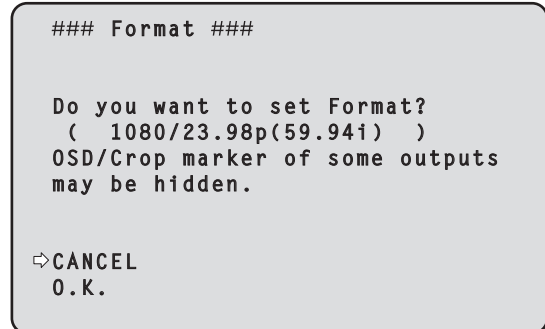 ### Format ###
Do you want to set Format?
( 1080/23.98p(59.94i) )
OSD/Crop marker of some outputs
may be hidden.
⇨CANCEL
O.K.